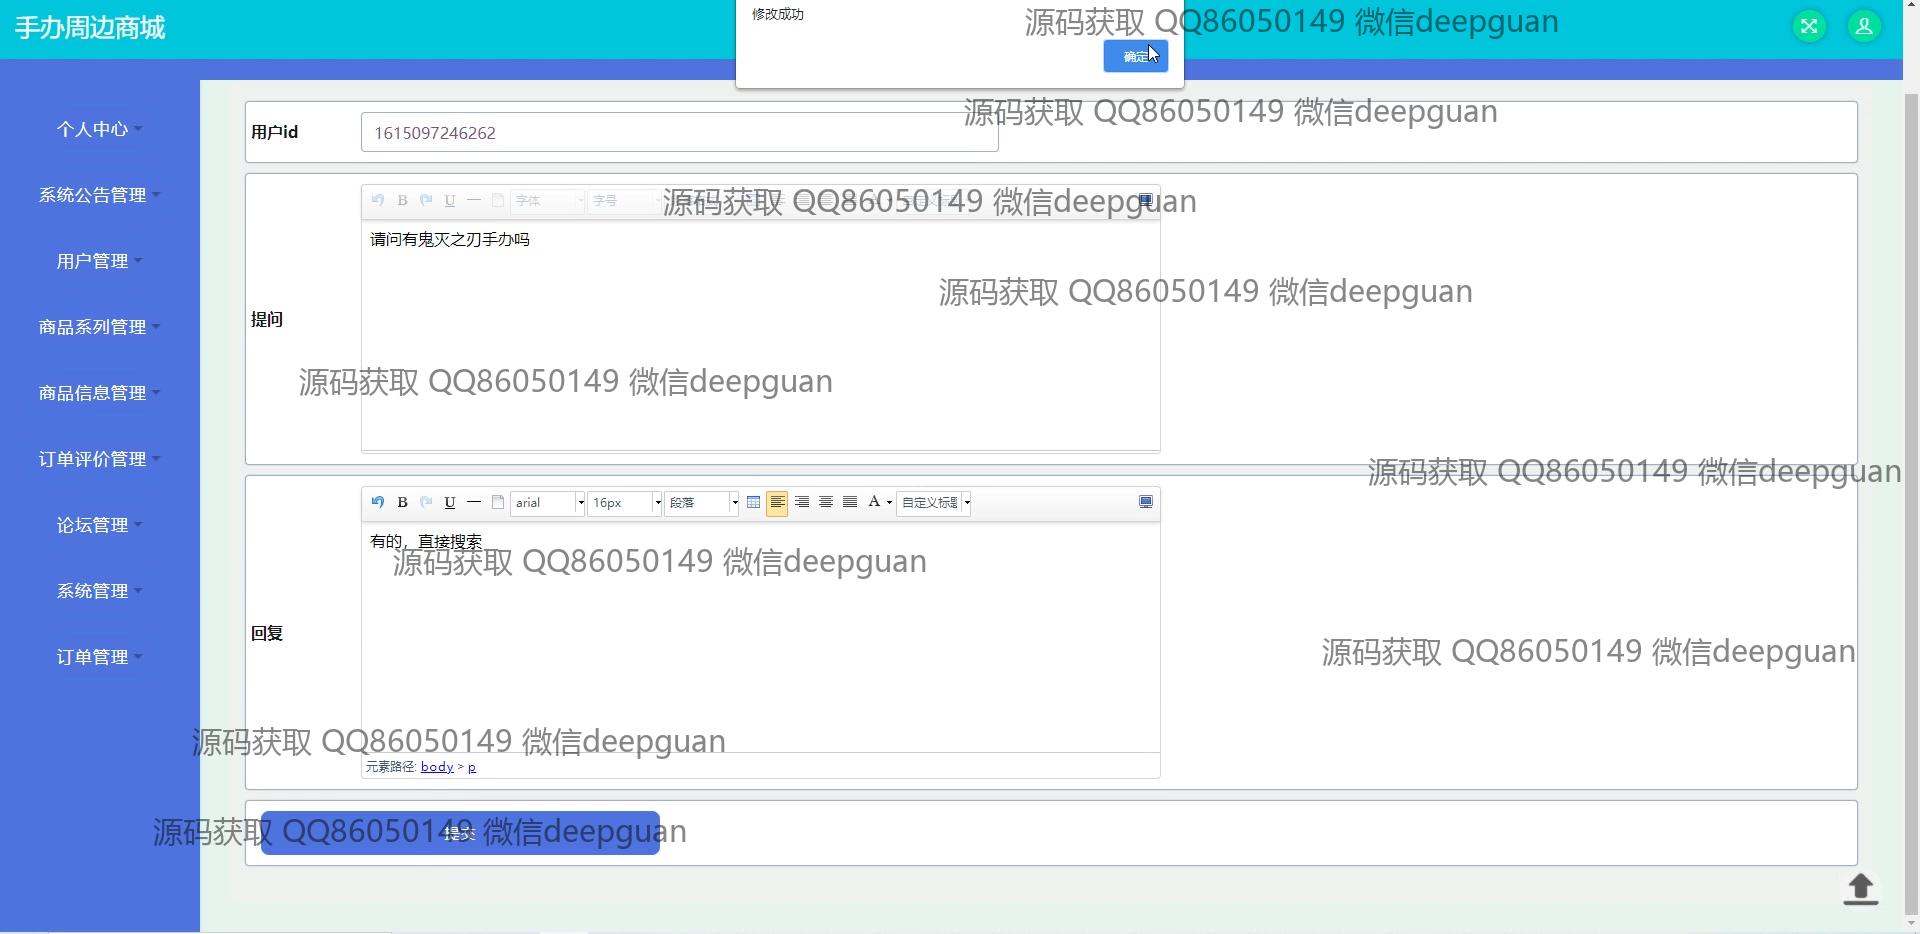 手办周边商城
修改成功
确定
源码获取 QQ86050149 微信deepguan
源码获取 QQ86050149 微信deepguan
个人中心
用户id
1615097246262
系统公告管理
字体
字号
源码获取 QQ86050149 微信deepguan
请问有鬼灭之刃手办吗
用户管理
源码获取 QQ86050149 微信deepguan
提问
商品系列管理
源码获取 QQ86050149 微信deepguan
商品信息管理
订单评价管理
源码获取 QQ86050149 微信deepguan
B U arial 16px 段落 A 自定义标题
论坛管理
有的，直接搜索
源码获取 QQ86050149 微信deepguan
系统管理
回复
源码获取 QQ86050149 微信deepguan
订单管理
源码获取 QQ86050149 微信deepguan
元素路径: body > p
提交
源码获取 QQ86050149 微信deepguan